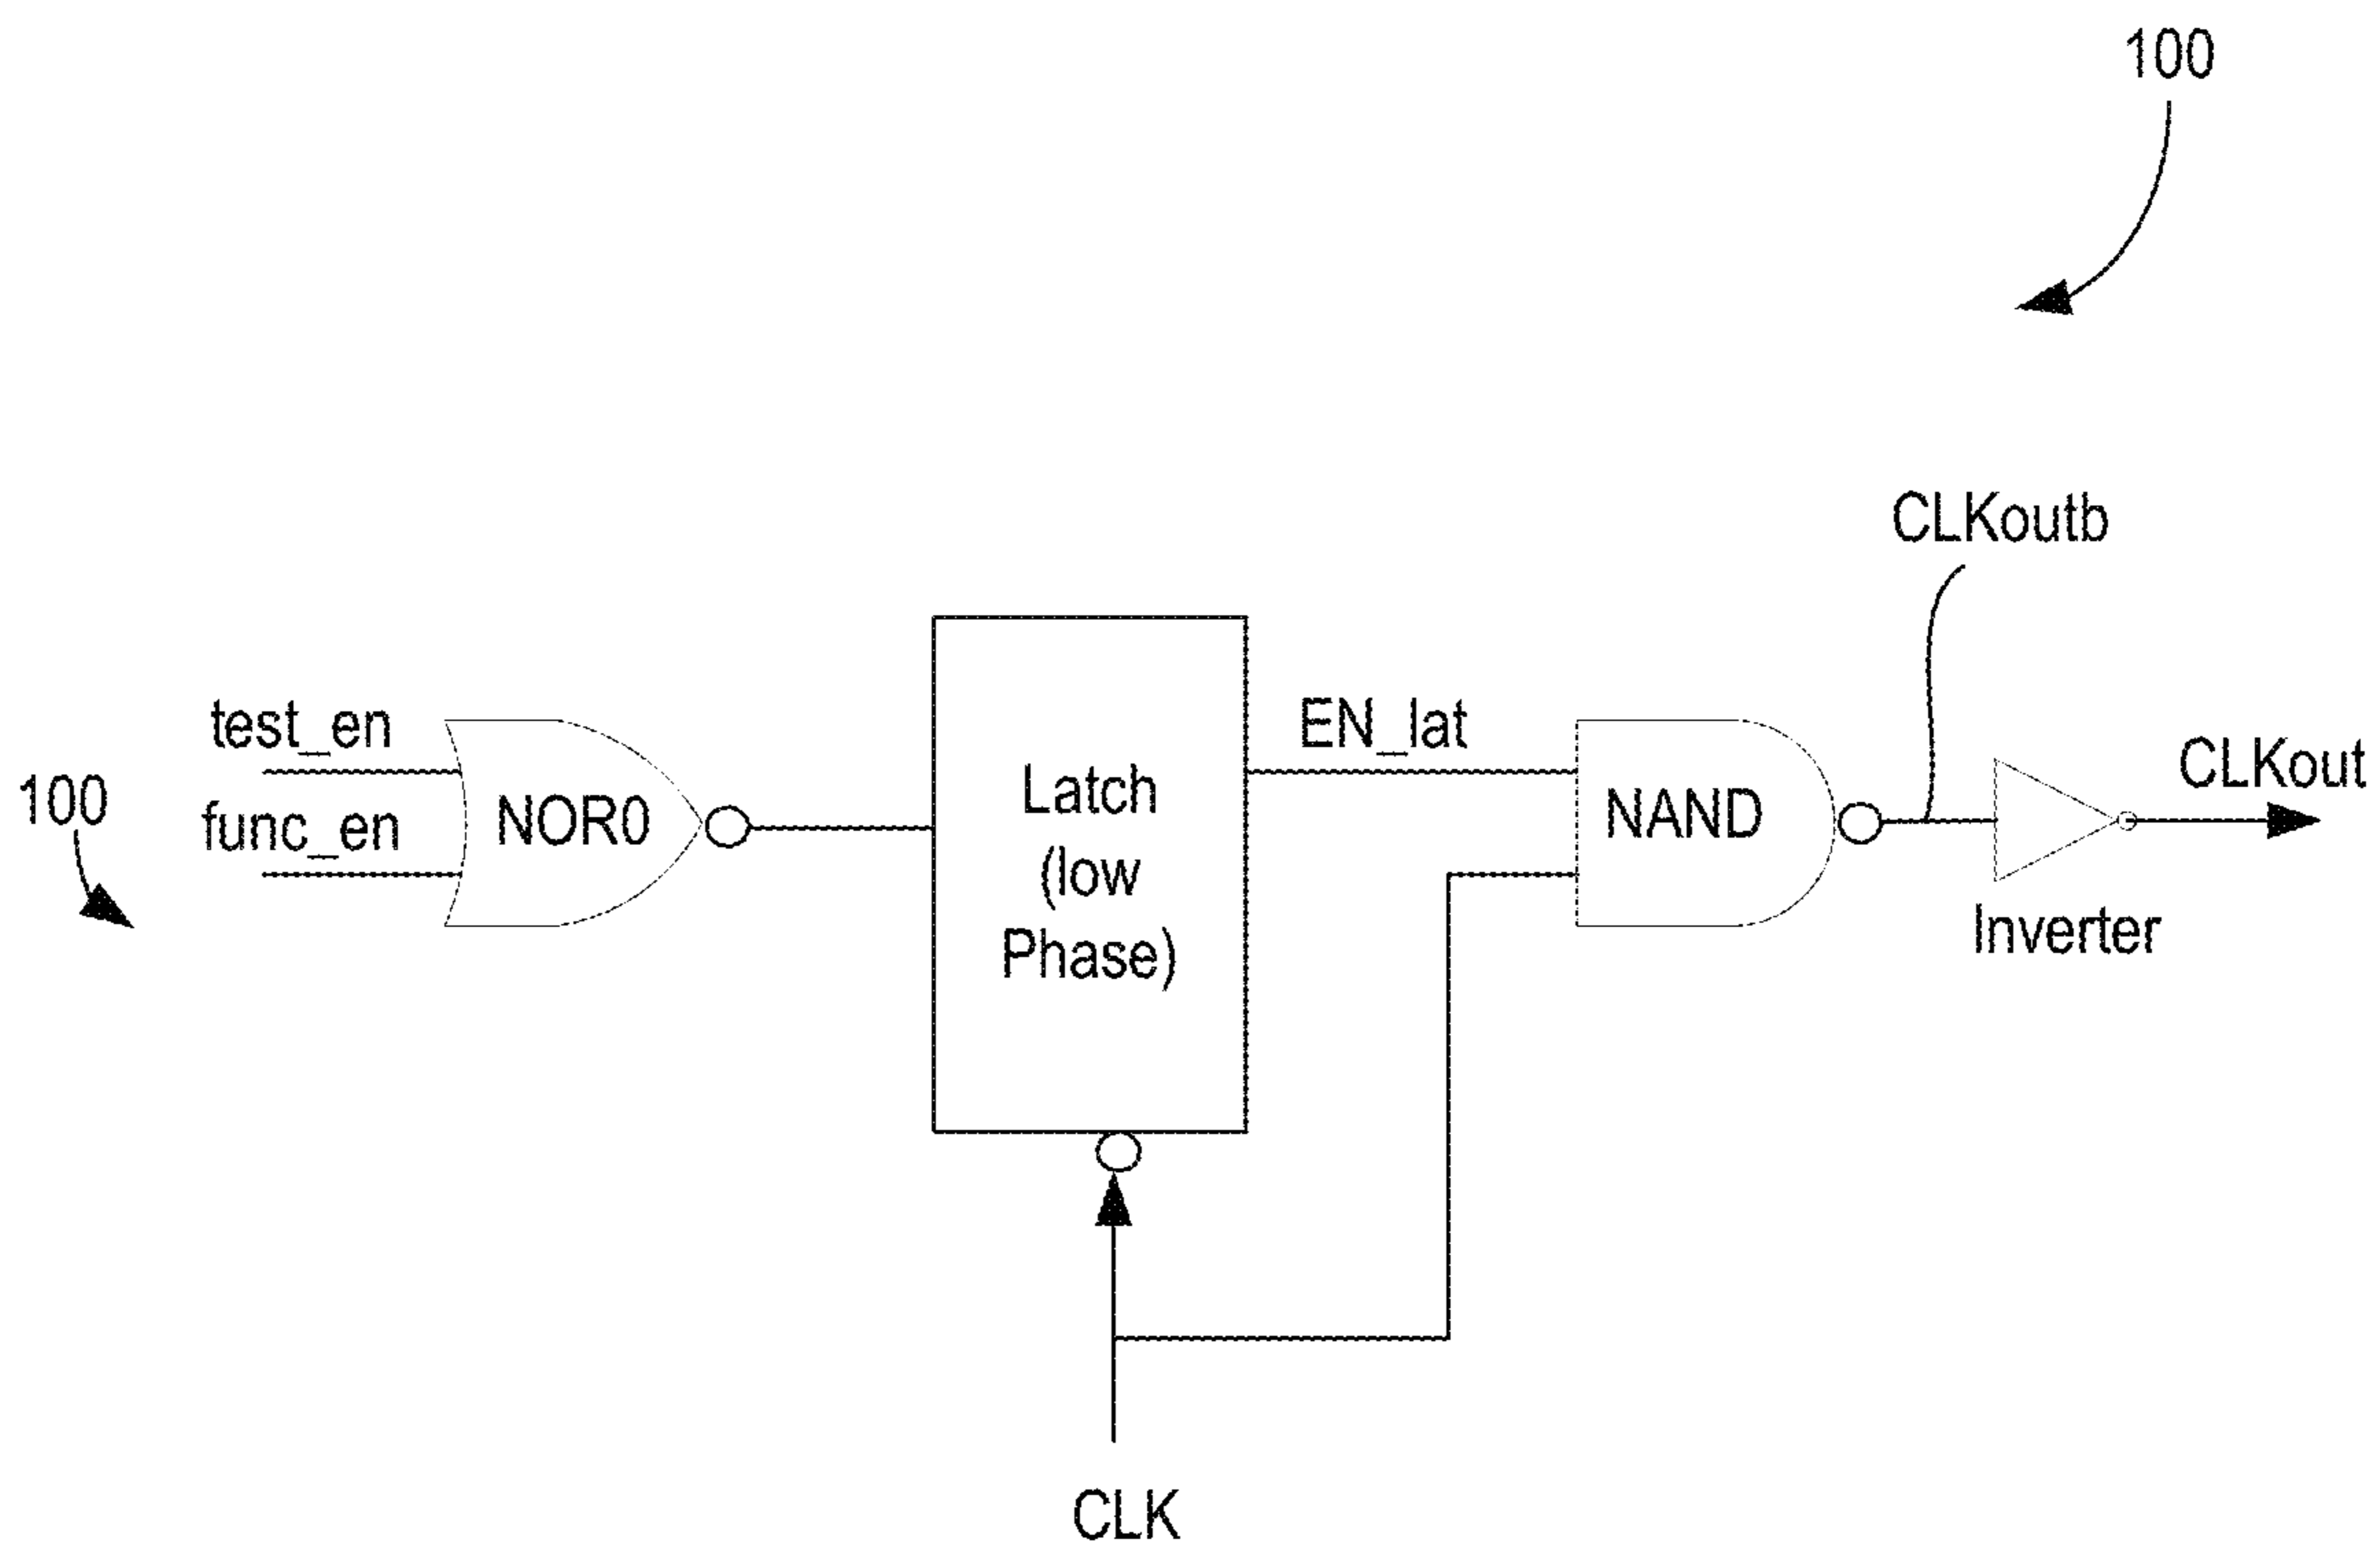 100
CLKoutb
test_en
EN_lat
CLKout
100
func_en
NOR0
Latch
(low
Phase)
NAND
Inverter
CLK